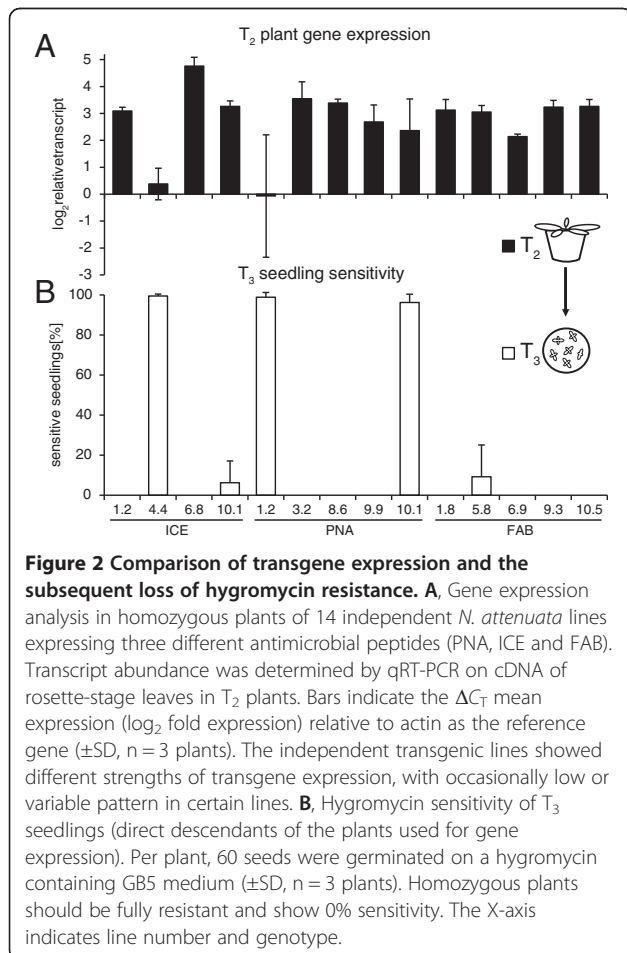 A
T₂ plant gene expression
log₂relativetranscript
5
4
3
2
1
0
-1
-2
-3
T₂
B
T₃ seedling sensitivity
sensitive seedlings[%]
100
80
60
40
20
0
T₃
1.2 4.4 6.8 10.1 1.2 3.2 8.6 9.9 10.1 1.8 5.8 6.9 9.3 10.5
ICE PNA FAB
Figure 2 Comparison of transgene expression and the
subsequent loss of hygromycin resistance. A, Gene expression
analysis in homozygous plants of 14 independent N. attenuata lines
expressing three different antimicrobial peptides (PNA, ICE and FAB).
Transcript abundance was determined by qRT-PCR on cDNA of
rosette-stage leaves in T₂ plants. Bars indicate the ΔC_T mean
expression (log₂ fold expression) relative to actin as the reference
gene (±SD, n = 3 plants). The independent transgenic lines showed
different strengths of transgene expression, with occasionally low or
variable pattern in certain lines. B, Hygromycin sensitivity of T₃
seedlings (direct descendants of the plants used for gene
expression). Per plant, 60 seeds were germinated on a hygromycin
containing GB5 medium (±SD, n = 3 plants). Homozygous plants
should be fully resistant and show 0% sensitivity. The X-axis
indicates line number and genotype.